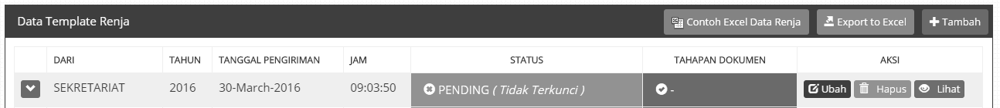 Data Template Renja Contoh Excel Data Renja Export to Excel Tambah
DARI TAHUN TANGGAL PENGIRIMAN JAM STATUS TAHAPAN DOKUMEN AKSI
SEKRETARIAT 2016 30-March-2016 09:03:50 PENDING ( Tidak Terkunci ) - Ubah Hapus Lihat